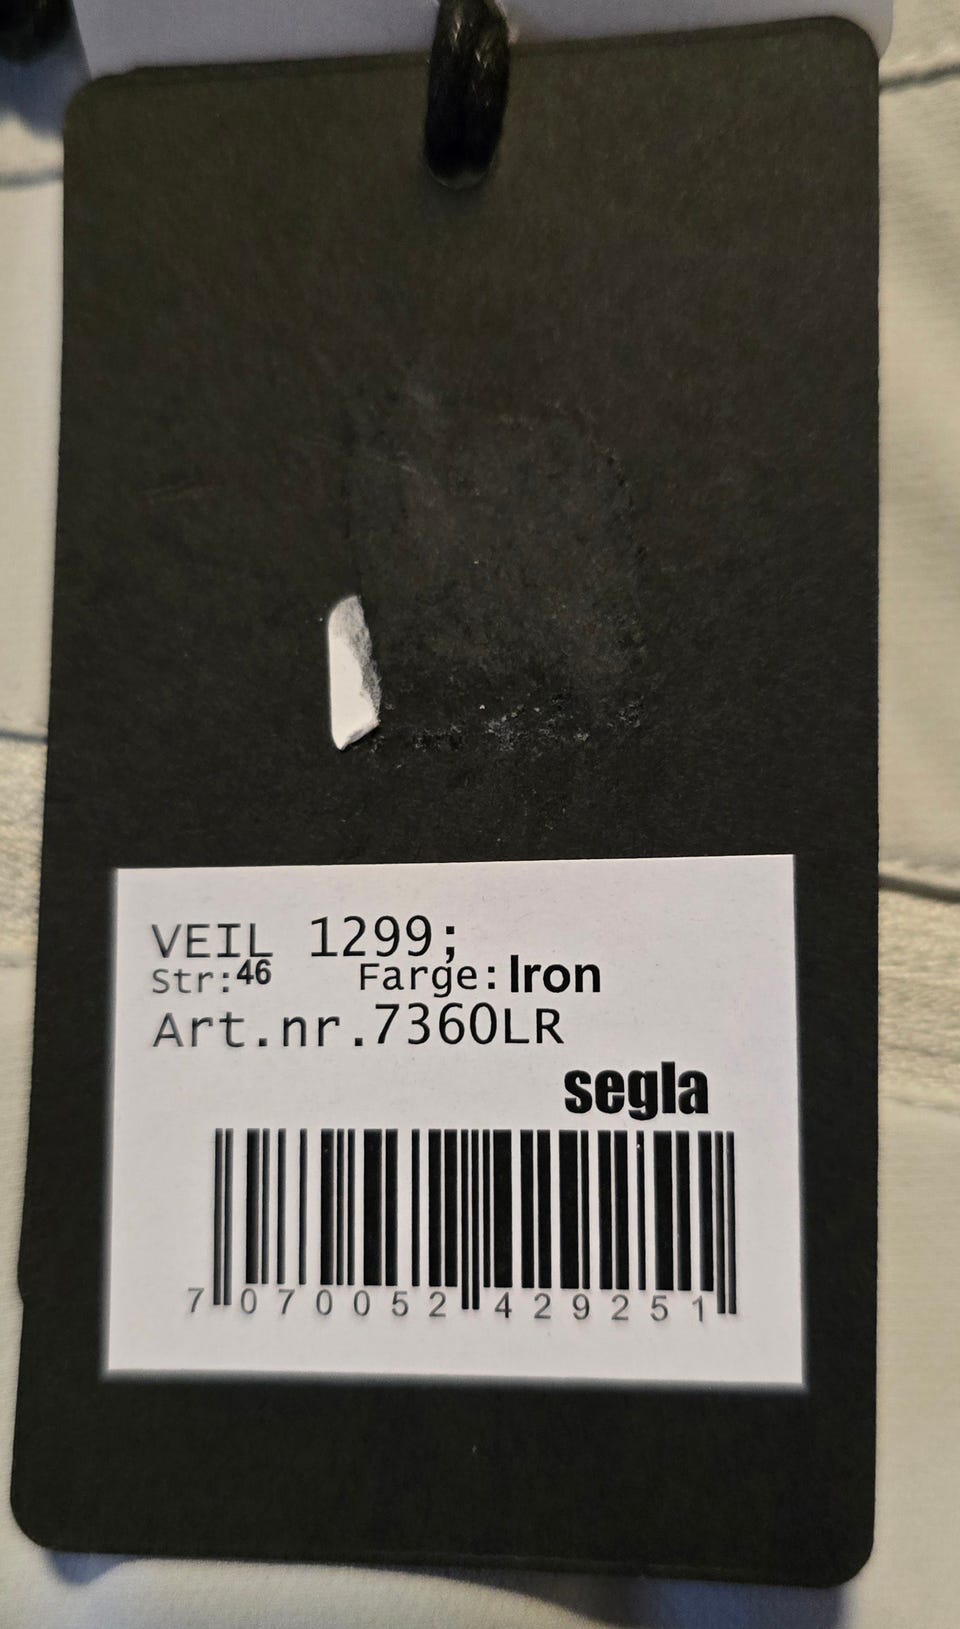 VEIL 1299;
Str:46 Farge:Iron
Art.nr.7360LR
segla
7 070052 429251